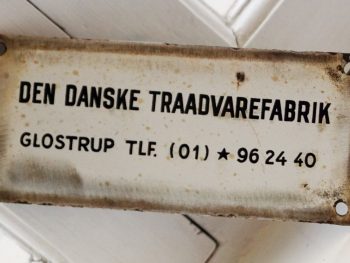 DEN DANSKE TRAADVAREFABRIK
GLOSTRUP TLF. (01) ★ 96 24 40